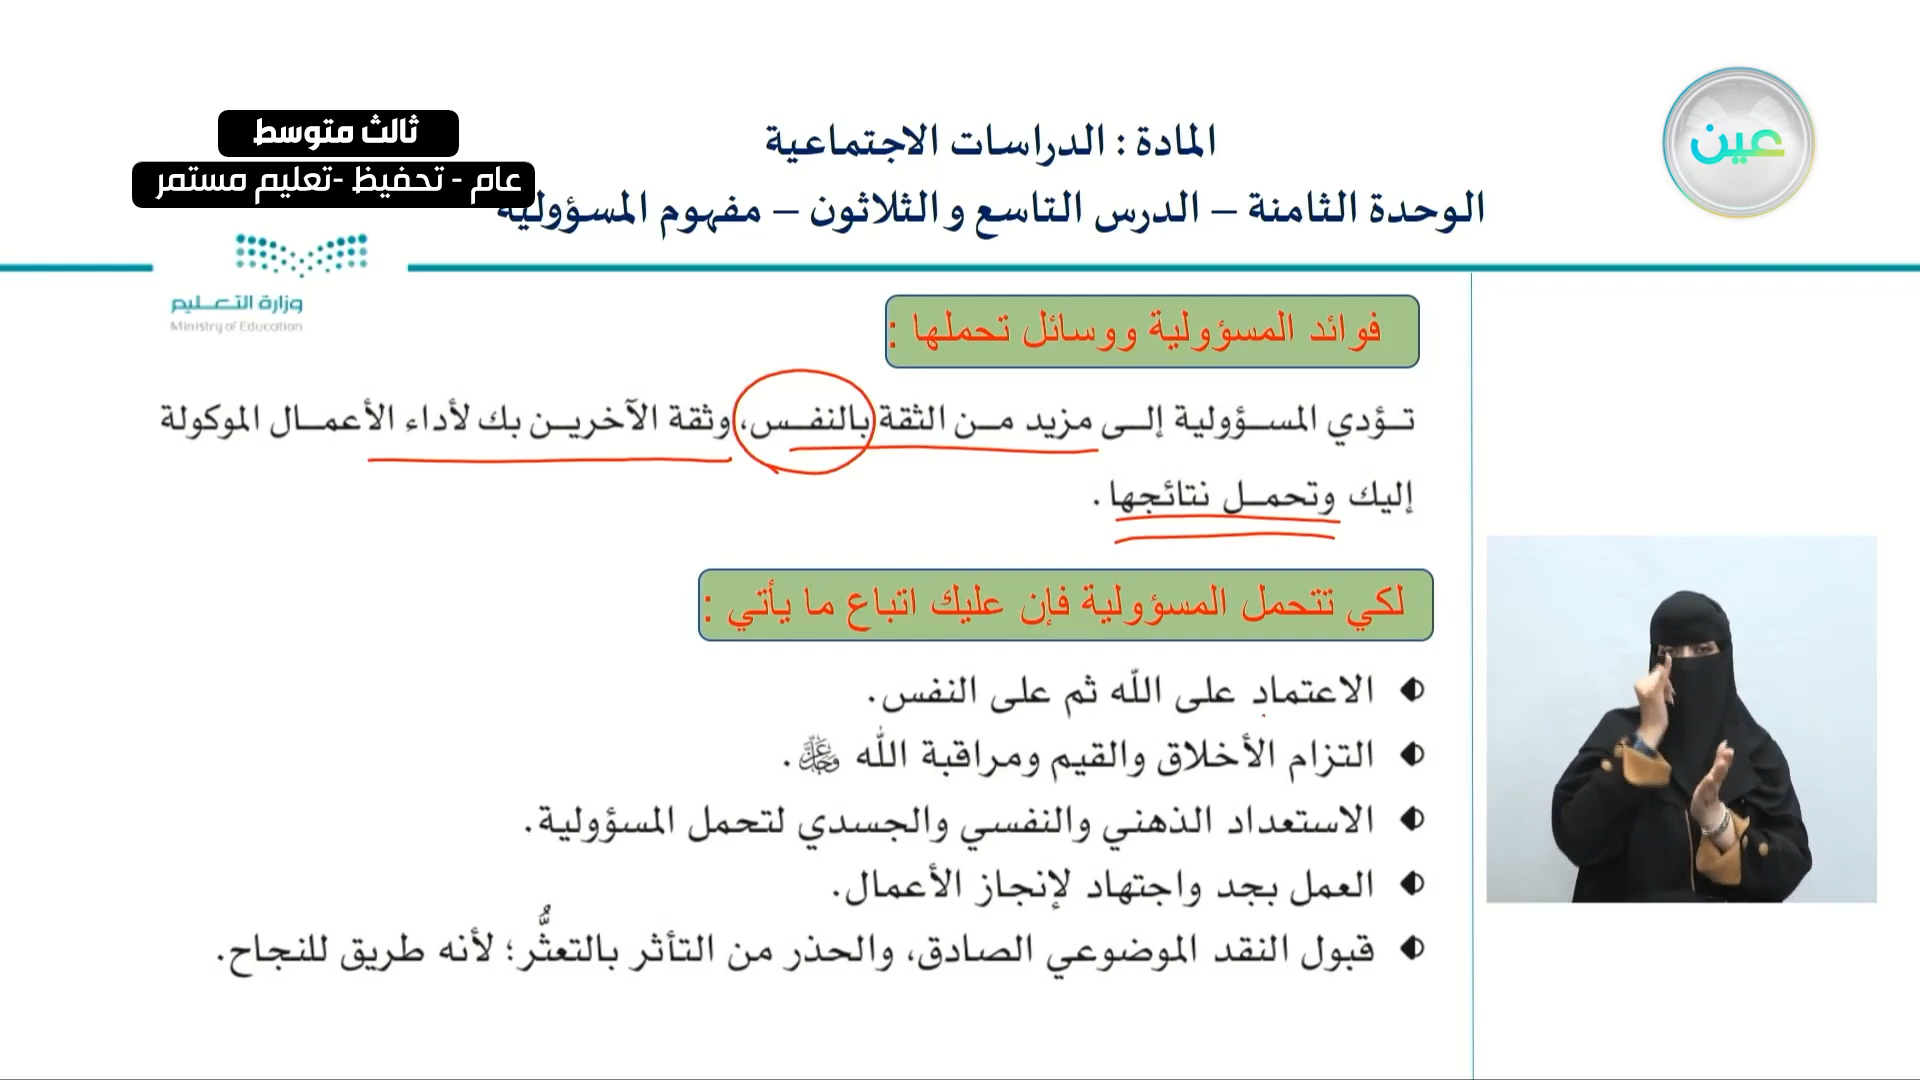 عين
المادة : الدراسات الاجتماعية
ثالث متوسط
عام - تحفيظ -تعليم مستمر
الوحدة الثامنة – الدرس التاسع والثلاثون – مفهوم المسؤولية
وزارة التعليم
Ministry of Education
فوائد المسؤولية ووسائل تحملها :
تؤدي المسؤولية إلى مزيد من الثقة بالنفس، وثقة الآخرين بك لأداء الأعمال الموكولة
إليك وتحمل نتائجها.
لكي تتحمل المسؤولية فإن عليك اتباع ما يأتي :
الاعتماد على الله ثم على النفس.
التزام الأخلاق والقيم ومراقبة الله عز وجل.
الاستعداد الذهني والنفسي والجسدي لتحمل المسؤولية.
العمل بجد واجتهاد لإنجاز الأعمال.
قبول النقد الموضوعي الصادق، والحذر من التأثر بالتعثُّر؛ لأنه طريق للنجاح.